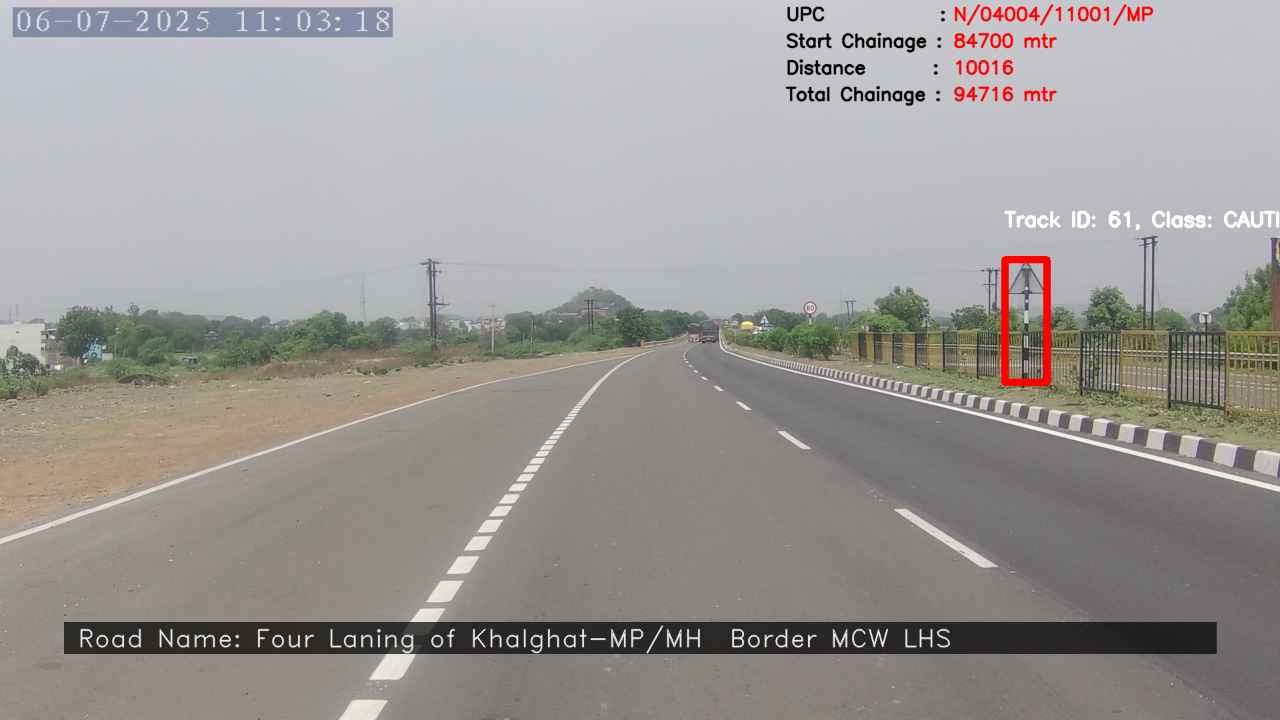 06-07-2025 11:03:18
UPC : N/04004/11001/MP
Start Chainage : 84700 mtr
Distance : 10016
Total Chainage : 94716 mtr
Track ID: 61, Class: CAUTI
80
Road Name: Four Laning of Khalghat-MP/MH Border MCW LHS